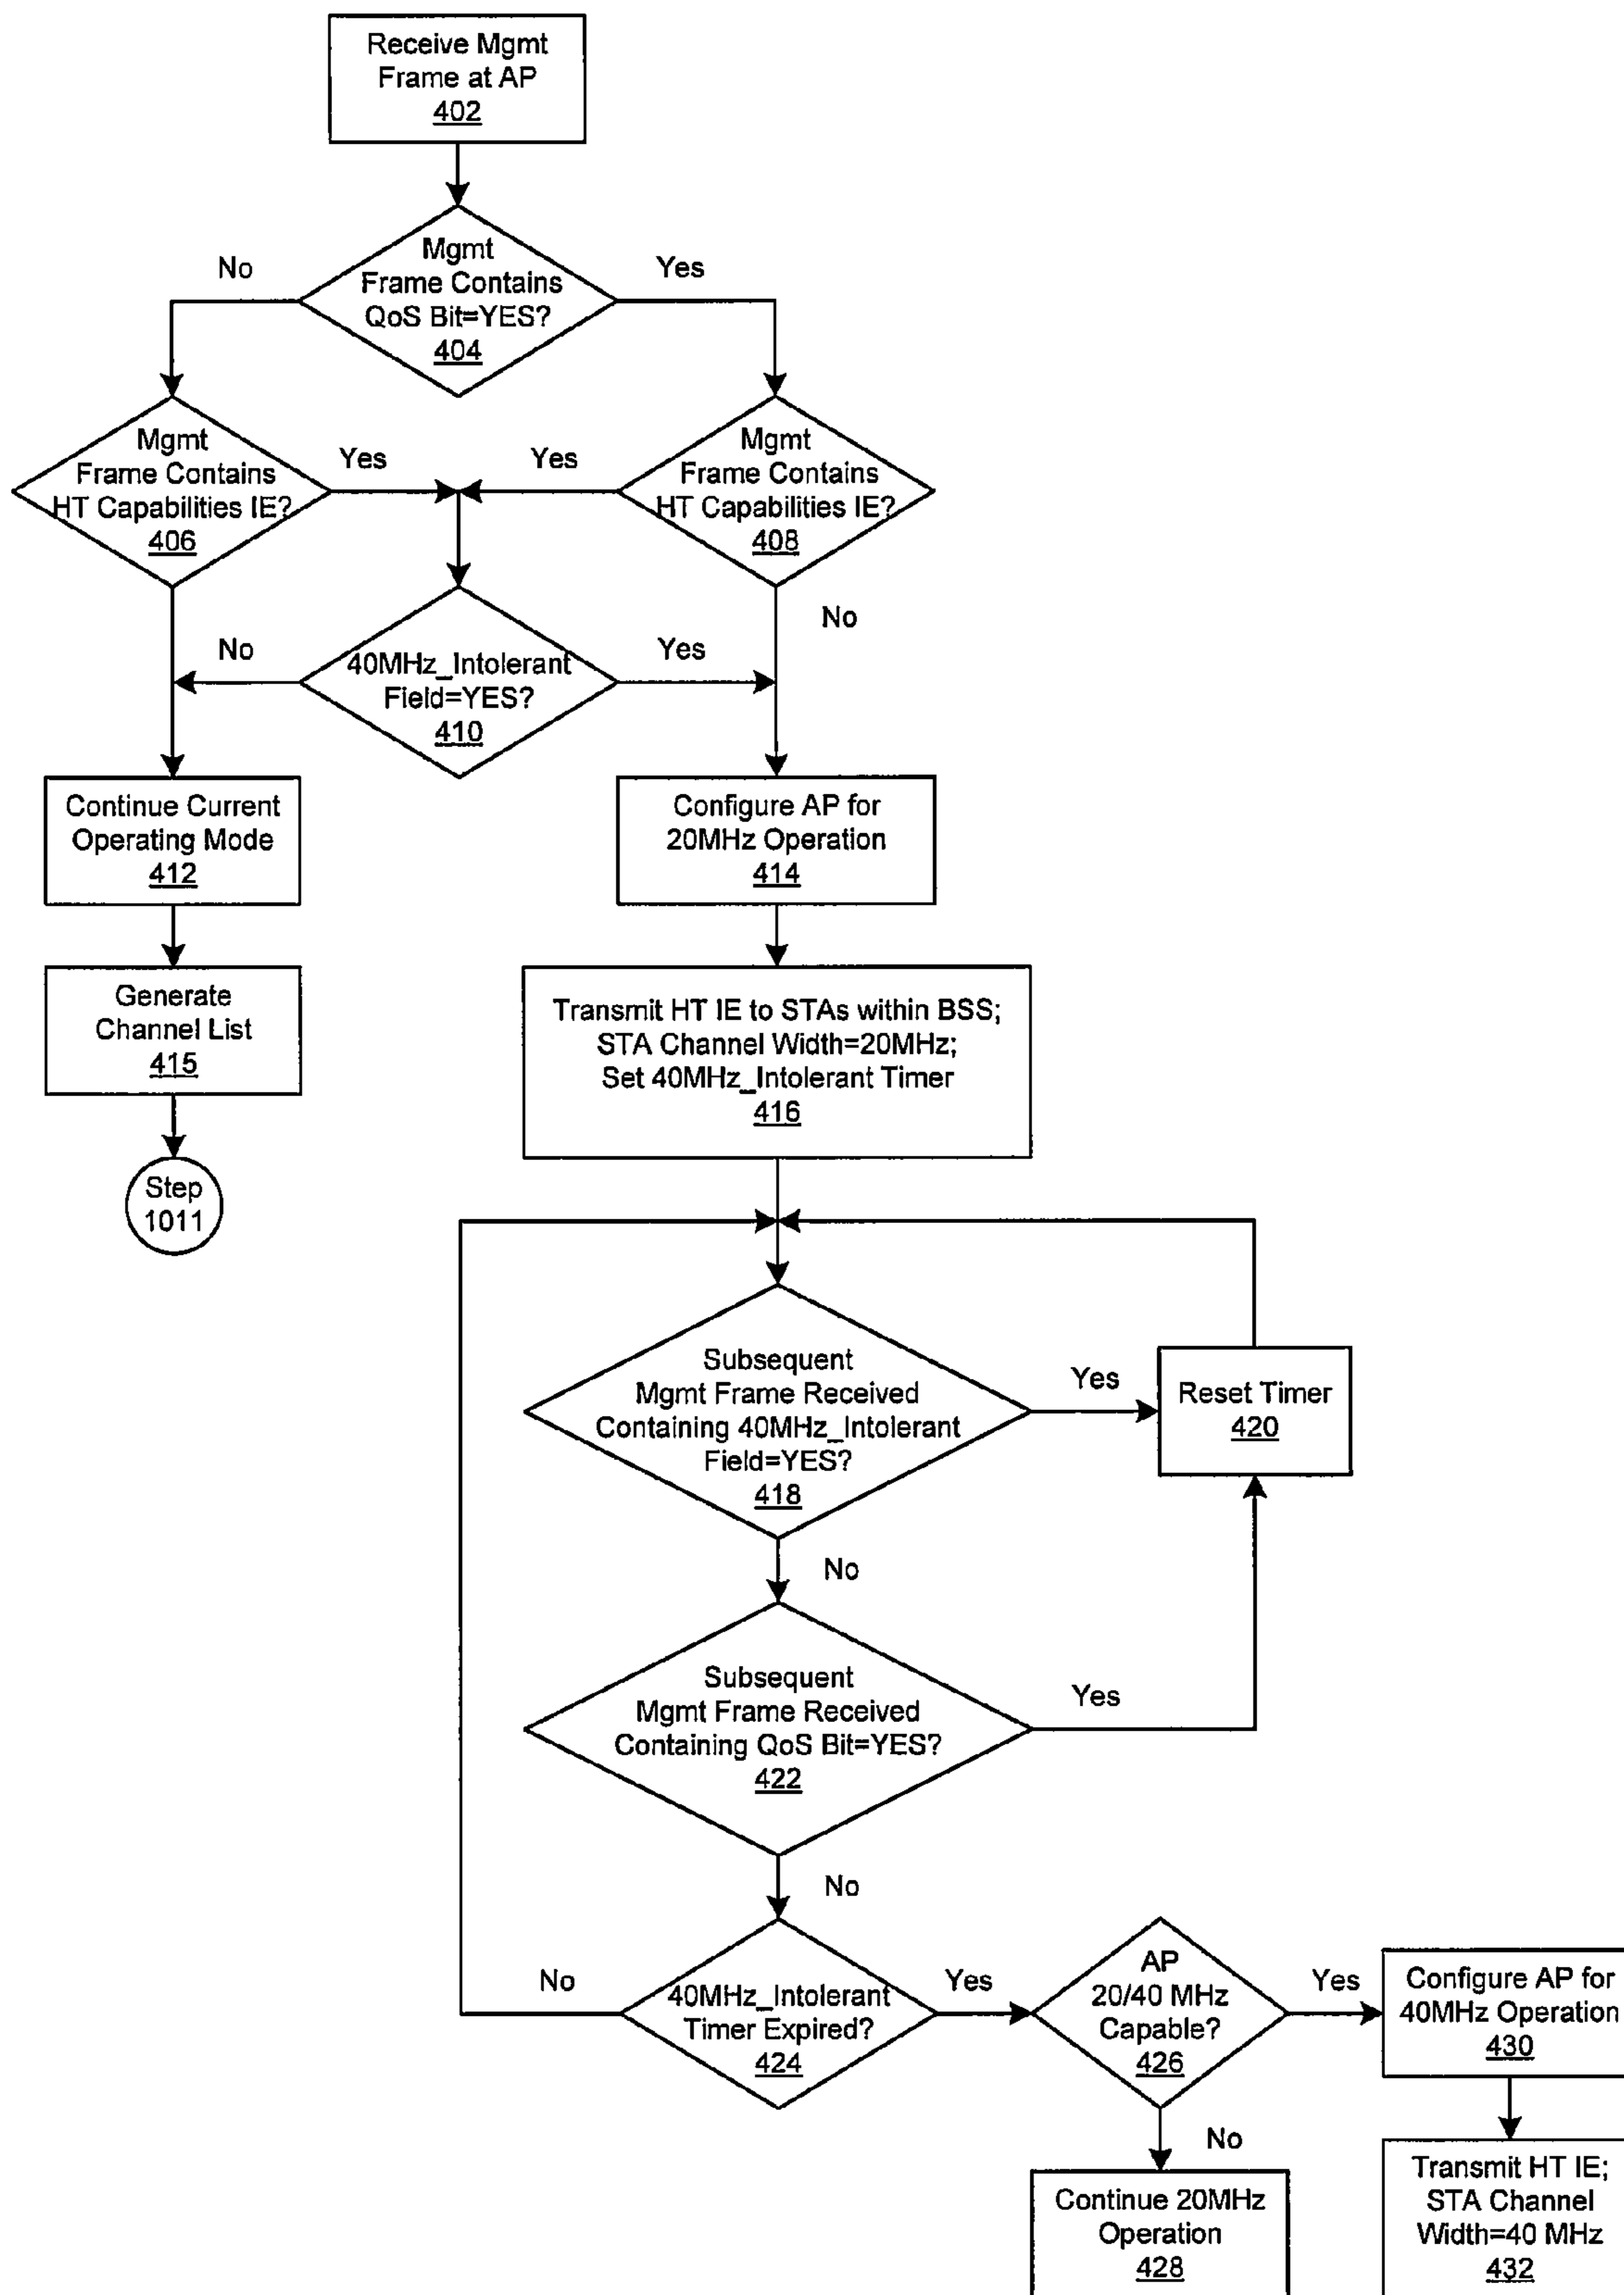 Receive Mgmt
Frame at AP
402
Mgmt
Frame Contains
QoS Bit=YES?
404
No
Yes
Mgmt
Frame Contains
HT Capabilities IE?
406
Yes
Yes
Mgmt
Frame Contains
HT Capabilities IE?
408
No
No
40MHz_Intolerant
Field=YES?
410
Yes
Continue Current
Operating Mode
412
Configure AP for
20MHz Operation
414
Generate
Channel List
415
Transmit HT IE to STAs within BSS;
STA Channel Width=20MHz;
Set 40MHz_Intolerant Timer
416
Step
1011
Subsequent
Mgmt Frame Received
Containing 40MHz_Intolerant
Field=YES?
418
Yes
Reset Timer
420
No
Subsequent
Mgmt Frame Received
Containing QoS Bit=YES?
422
Yes
No
No
40MHz_Intolerant
Timer Expired?
424
Yes
AP
20/40 MHz
Capable?
426
Yes
Configure AP for
40MHz Operation
430
No
Continue 20MHz
Operation
428
Transmit HT IE;
STA Channel
Width=40 MHz
432